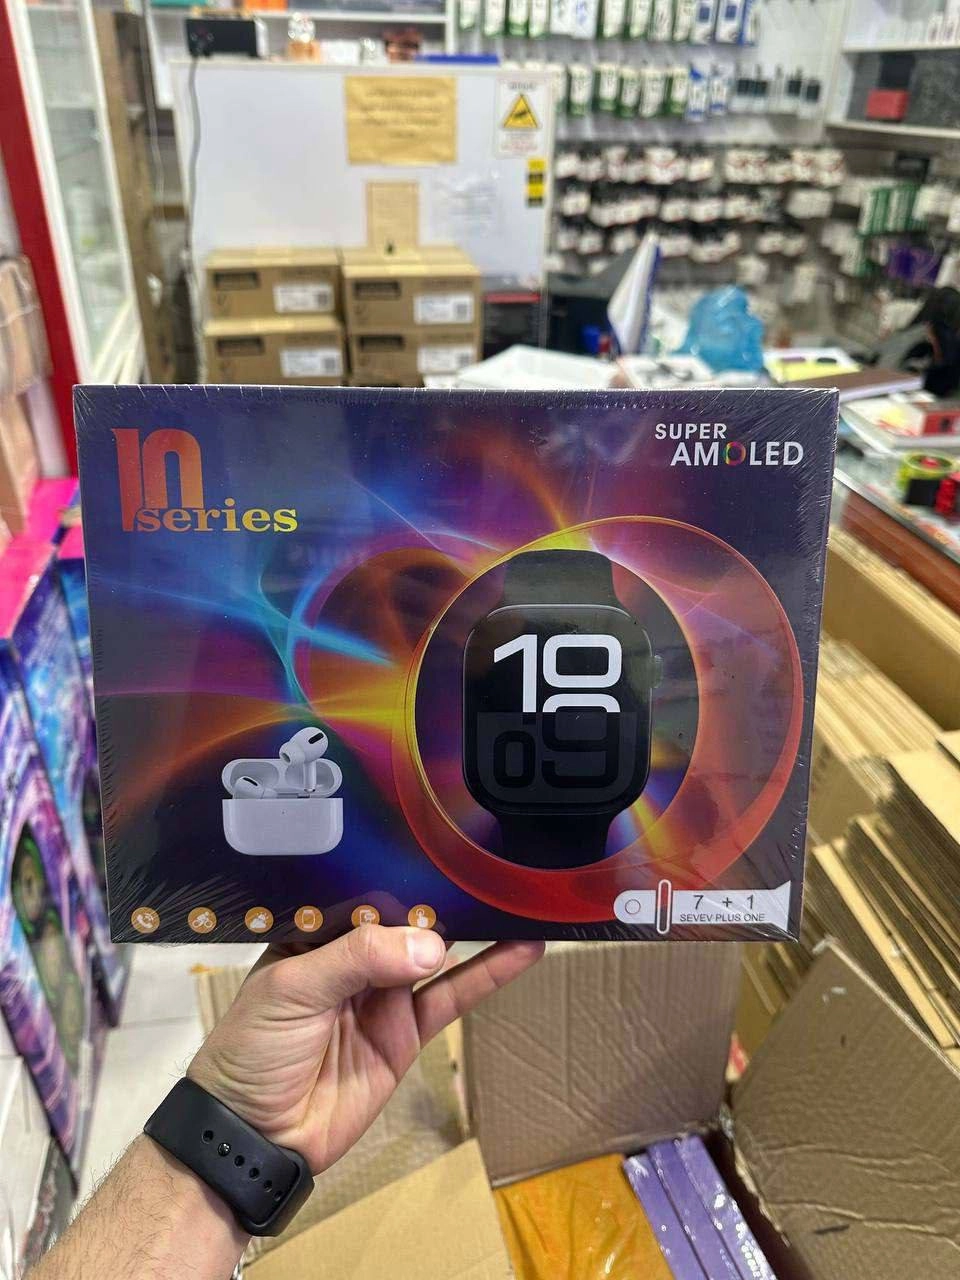 10
series
SUPER
AMOLED
10
09
7 + 1
SEVEV PLUS ONE